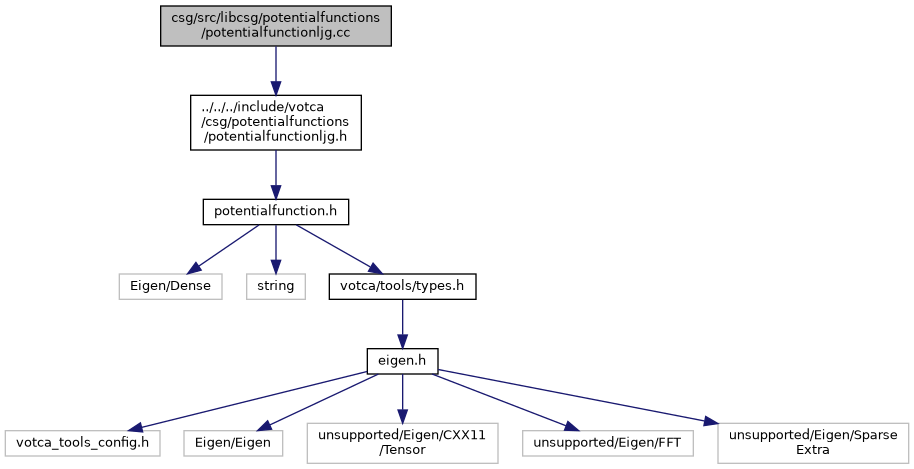 csg/src/libcsg/potentialfunctions
/potentialfunctionljg.cc
../../../include/votca
/csg/potentialfunctions
/potentialfunctionljg.h
potentialfunction.h
Eigen/Dense
string
votca/tools/types.h
eigen.h
votca_tools_config.h
Eigen/Eigen
unsupported/Eigen/CXX11
/Tensor
unsupported/Eigen/FFT
unsupported/Eigen/Sparse
Extra